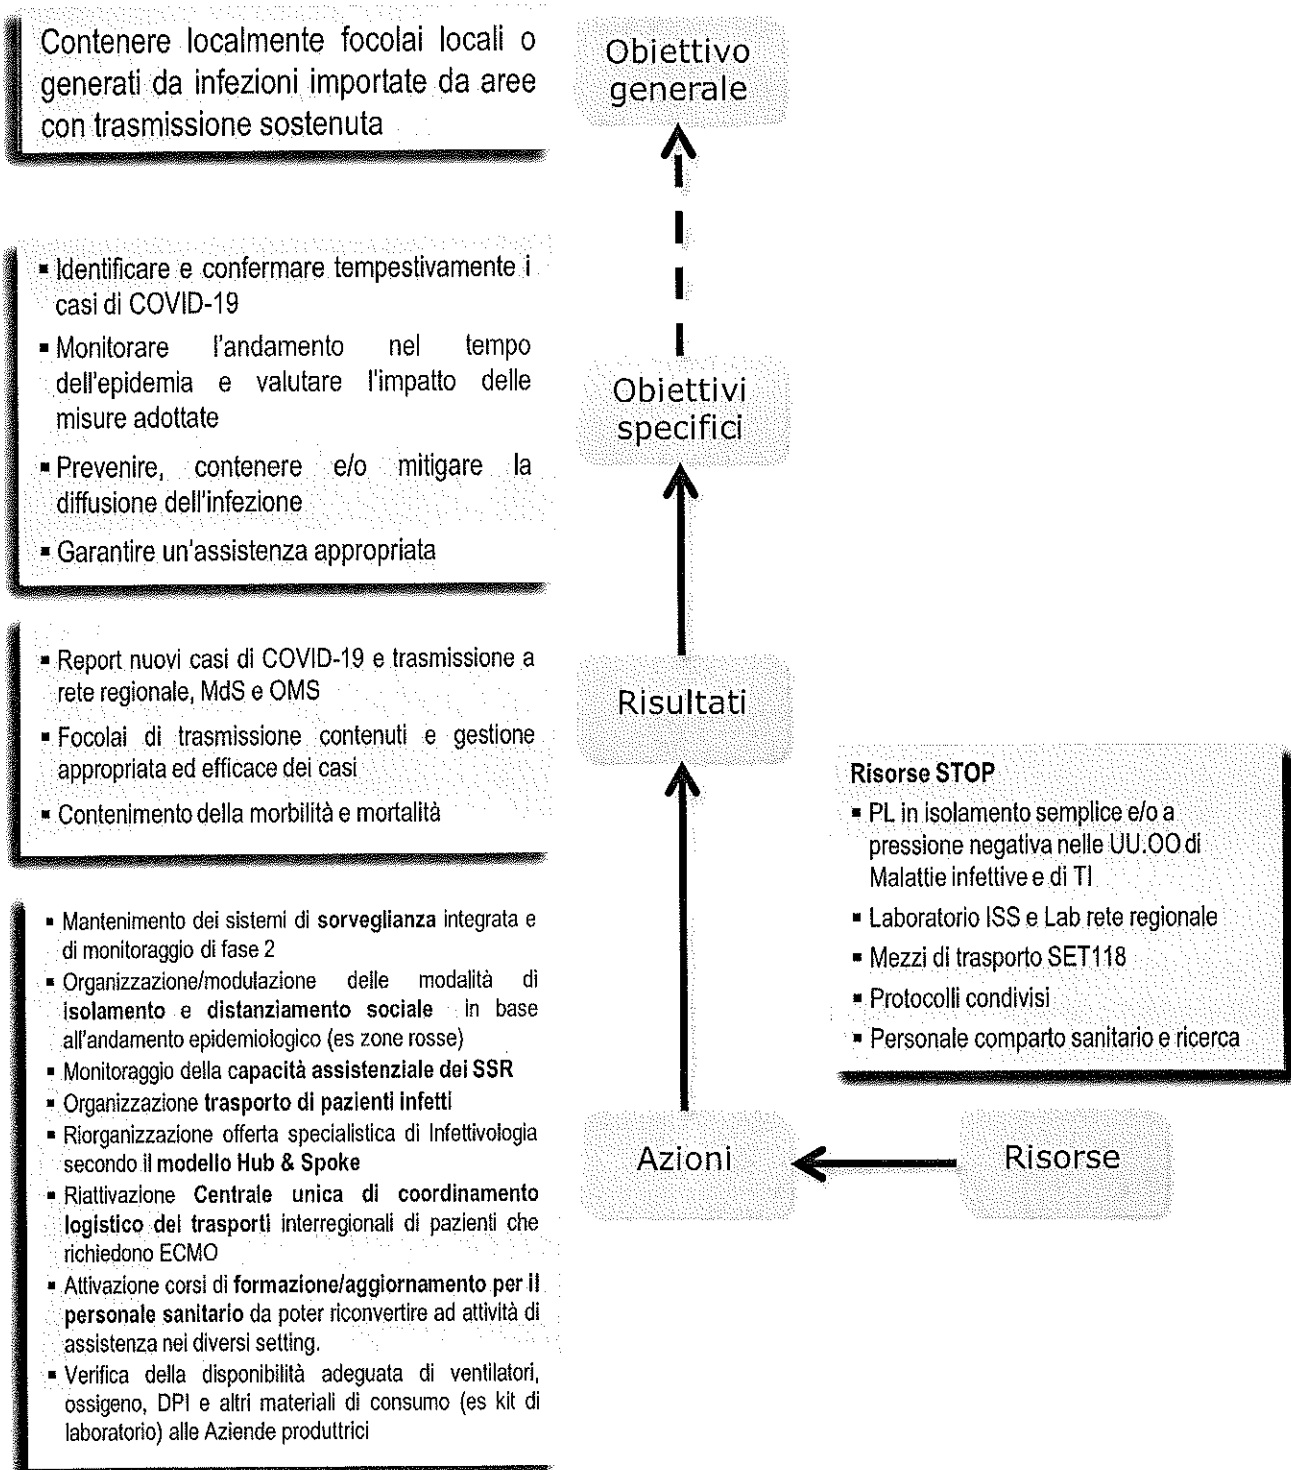 Contenere localmente focolai locali o
generati da infezioni importate da aree
con trasmissione sostenuta
Obiettivo
generale
▪ Identificare e confermare tempestivamente i
casi di COVID-19
▪ Monitorare l'andamento nel tempo
dell'epidemia e valutare l'impatto delle
misure adottate
▪ Prevenire, contenere e/o mitigare la
diffusione dell'infezione
▪ Garantire un'assistenza appropriata
Obiettivi
specifici
▪ Report nuovi casi di COVID-19 e trasmissione a
rete regionale, MdS e OMS
▪ Focolai di trasmissione contenuti e gestione
appropriata ed efficace dei casi
▪ Contenimento della morbilità e mortalità
Risultati
Risorse STOP
▪ PL in isolamento semplice e/o a
pressione negativa nelle UU.OO di
Malattie infettive e di TI
▪ Laboratorio ISS e Lab rete regionale
▪ Mezzi di trasporto SET118
▪ Protocolli condivisi
▪ Personale comparto sanitario e ricerca
▪ Mantenimento dei sistemi di sorveglianza integrata e
di monitoraggio di fase 2
▪ Organizzazione/modulazione delle modalità di
isolamento e distanziamento sociale in base
all'andamento epidemiologico (es zone rosse)
▪ Monitoraggio della capacità assistenziale dei SSR
▪ Organizzazione trasporto di pazienti infetti
▪ Riorganizzazione offerta specialistica di Infettivologia
secondo il modello Hub & Spoke
▪ Riattivazione Centrale unica di coordinamento
logistico dei trasporti interregionali di pazienti che
richiedono ECMO
▪ Attivazione corsi di formazione/aggiornamento per il
personale sanitario da poter riconvertire ad attività di
assistenza nei diversi setting.
▪ Verifica della disponibilità adeguata di ventilatori,
ossigeno, DPI e altri materiali di consumo (es kit di
laboratorio) alle Aziende produttrici
Azioni
Risorse